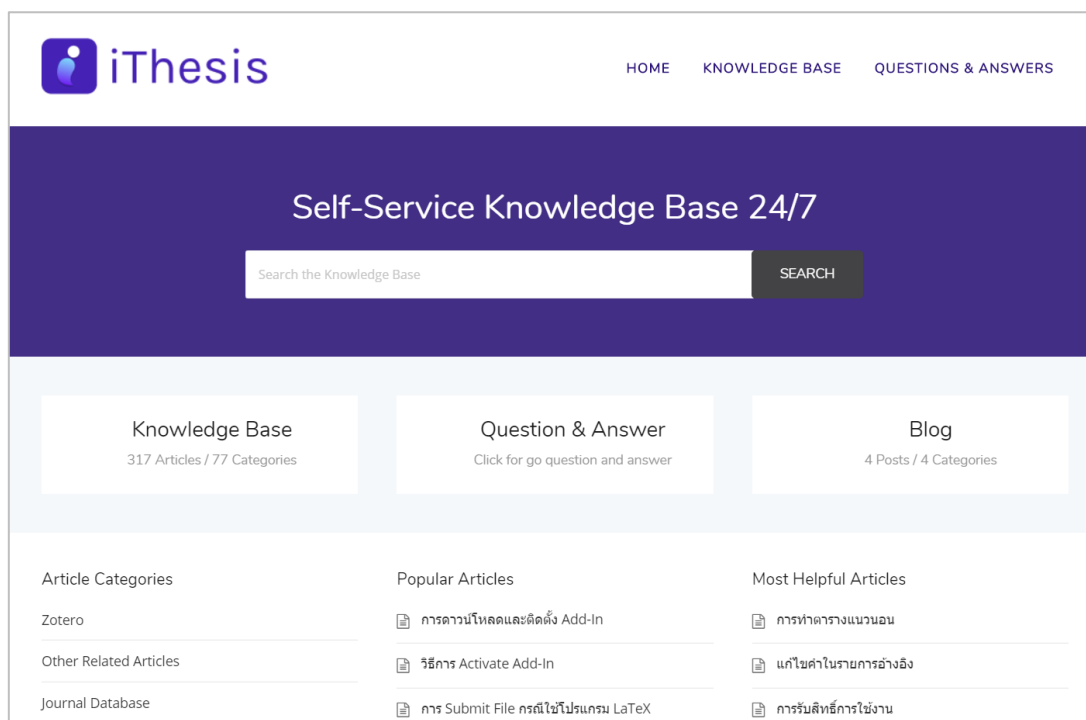 iThesis
HOME KNOWLEDGE BASE QUESTIONS & ANSWERS
Self-Service Knowledge Base 24/7
Search the Knowledge Base SEARCH
Knowledge Base
317 Articles / 77 Categories
Question & Answer
Click for go question and answer
Blog
4 Posts / 4 Categories
Article Categories
Zotero
Other Related Articles
Journal Database
Popular Articles
การดาวน์โหลดและติดตั้ง Add-In
วิธีการ Activate Add-In
การ Submit File กรณีใช้โปรแกรม LaTeX
Most Helpful Articles
การทำตารางแนวนอน
แก้ไขค่าในรายการอ้างอิง
การรับสิทธิ์การใช้งาน